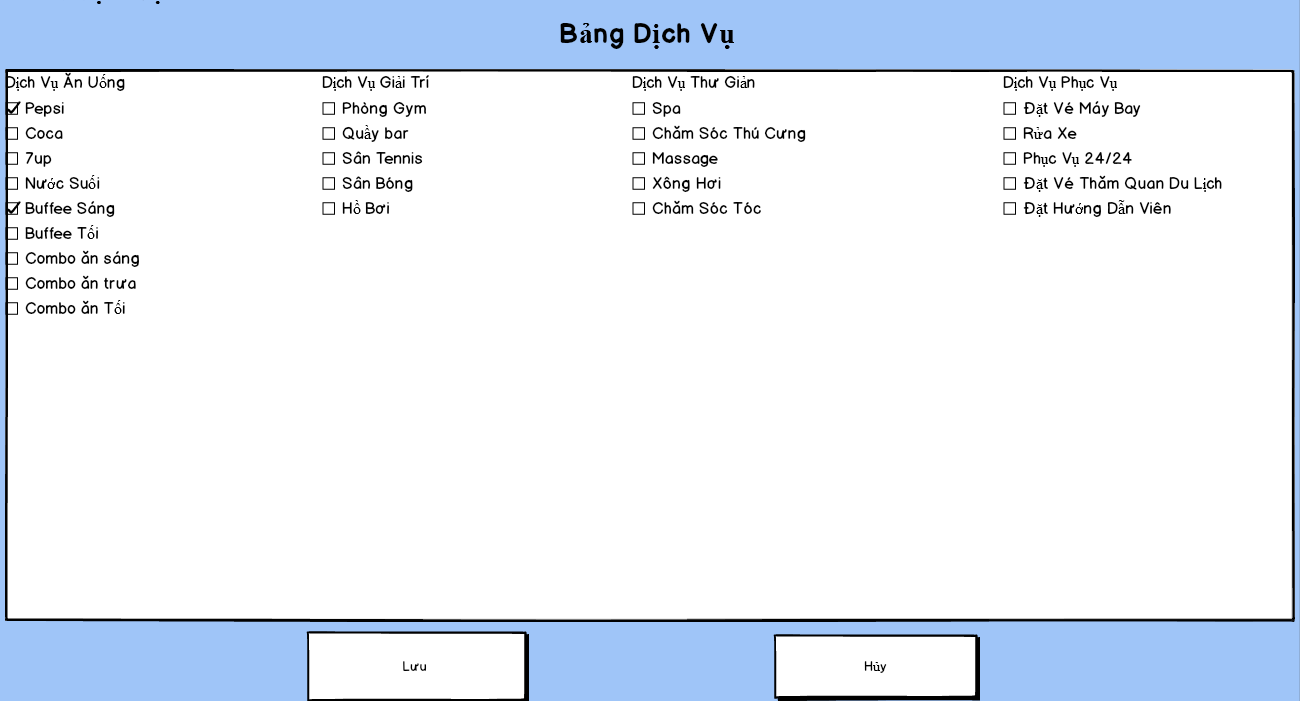 Bảng Dịch Vụ
Dịch Vụ Ăn Uống
Pepsi
Coca
7up
Nước Suối
Buffee Sáng
Buffee Tối
Combo ăn sáng
Combo ăn trưa
Combo ăn Tối
Dịch Vụ Giải Trí
Phòng Gym
Quầy bar
Sân Tennis
Sân Bóng
Hồ Bơi
Dịch Vụ Thư Giản
Spa
Chăm Sóc Thú Cưng
Massage
Xông Hơi
Chăm Sóc Tóc
Dịch Vụ Phục Vụ
Đặt Vé Máy Bay
Rửa Xe
Phục Vụ 24/24
Đặt Vé Thăm Quan Du Lịch
Đặt Hướng Dẫn Viên
Lưu
Hủy